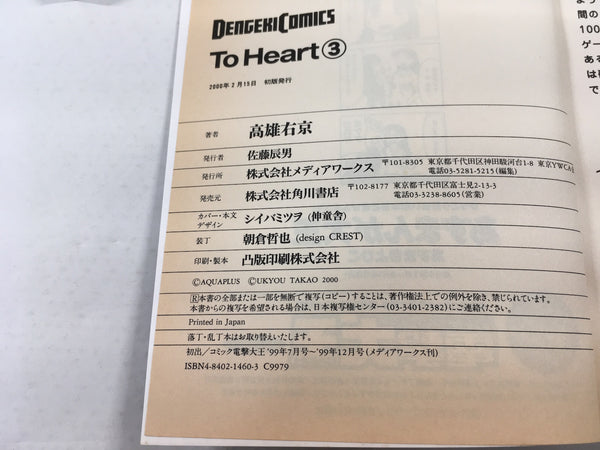 DENGEKI COMICS
To Heart③
2000年2月15日 初版発行
著者 高雄右京
発行者 佐藤辰男
発行所 株式会社メディアワークス 〒101-8305 東京都千代田区神田駿河台1-8 東京YWCA
電話03-5281-5215(編集)
発売元 株式会社角川書店 〒102-8177 東京都千代田区富士見2-13-3
電話03-3238-8605(営業)
カバー・本文デザイン シイバミツヲ(伸童舎)
装丁 朝倉哲也(design CREST)
印刷・製本 凸版印刷株式会社
©AQUAPLUS ©UKYOU TAKAO 2000
Ⓡ本書の全部または一部を無断で複写(コピー)することは、著作権法上での例外を除き、禁じられています。
本書からの複写を希望される場合は、日本複写権センター(03-3401-2382)にご連絡ください。
Printed in Japan
落丁・乱丁本はお取り替えいたします。
初出/コミック電撃大王'99年7月号~'99年12月号(メディアワークス刊)
ISBN4-8402-1460-3 C9979
間の
100
ゲー
ある
は
で